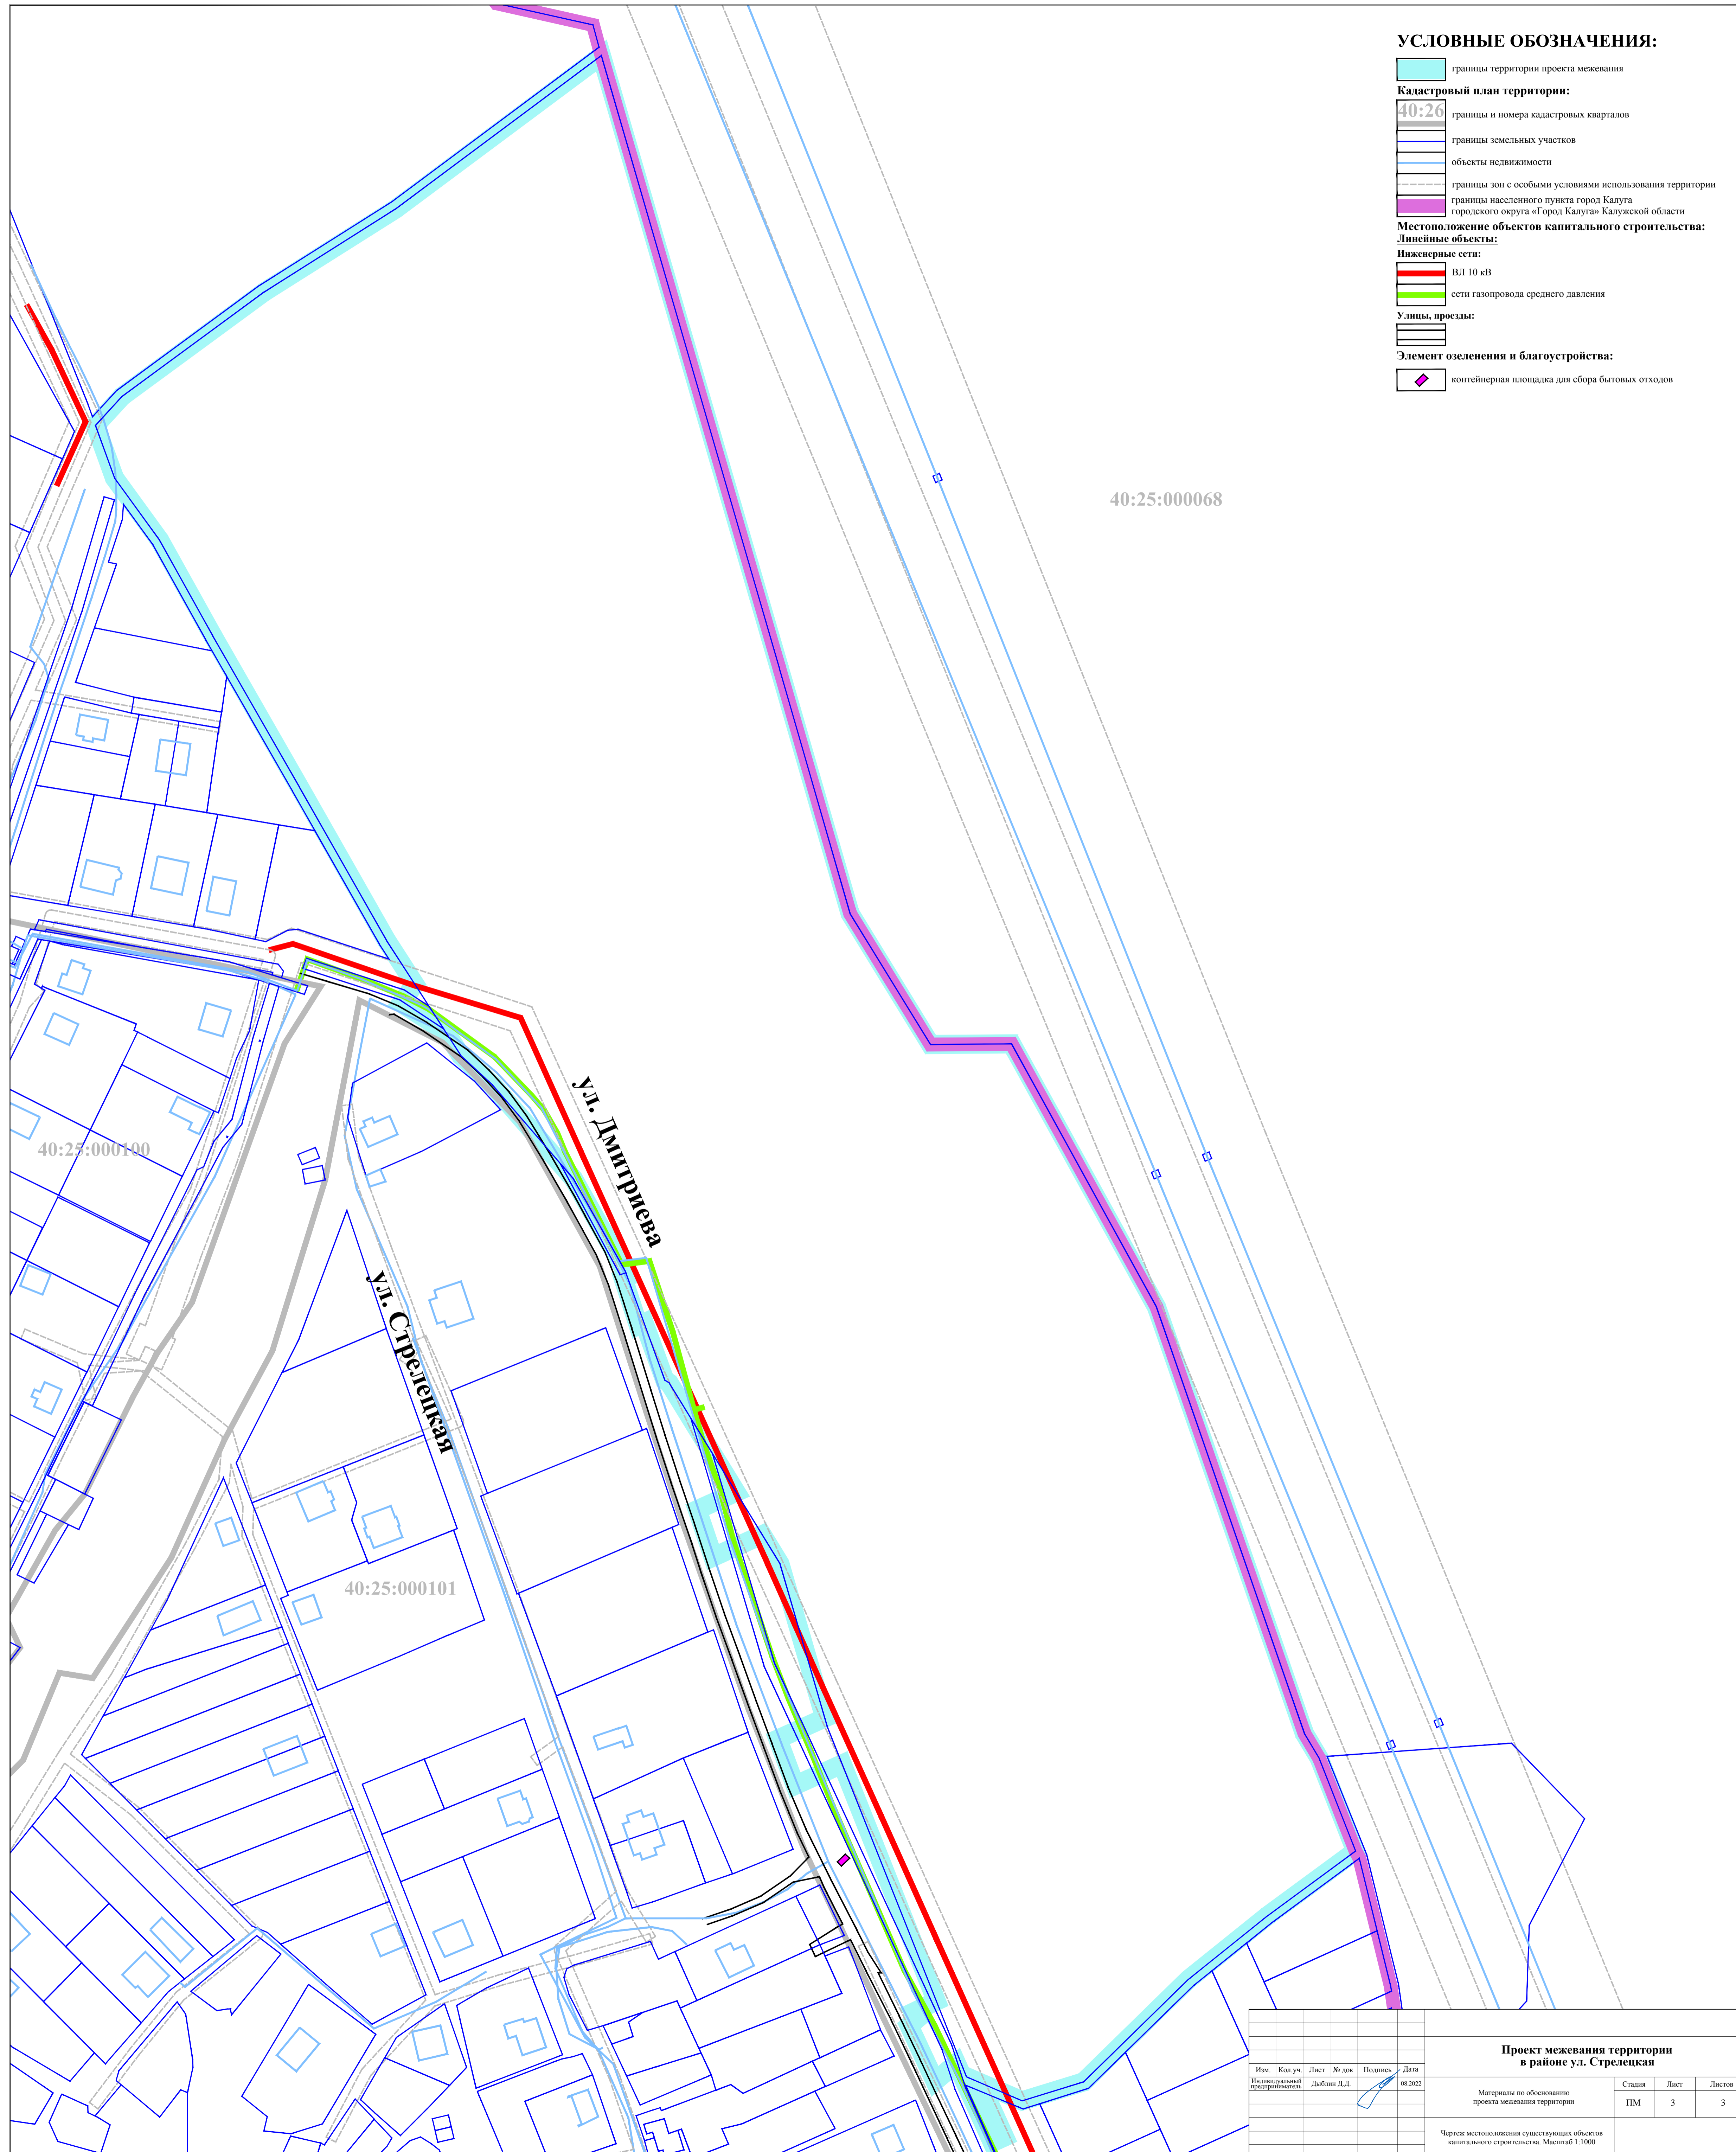 УСЛОВНЫЕ ОБОЗНАЧЕНИЯ:
границы территории проекта межевания
Кадастровый план территории:
40:26
границы и номера кадастровых кварталов
границы земельных участков
объекты недвижимости
границы зон с особыми условиями использования территории
границы населенного пункта город Калуга
городского округа «Город Калуга» Калужской области
Местоположение объектов капитального строительства:
Линейные объекты:
Инженерные сети:
ВЛ 10 кВ
сети газопровода среднего давления
Улицы, проезды:
Элемент озеленения и благоустройства:
контейнерная площадка для сбора бытовых отходов
40:25:000068
ул. Дмитриева
40:25:000100
ул. Стрелецкая
40:25:000101
Проект межевания территории
в районе ул. Стрелецкая
Изм. Кол.уч. Лист № док Подпись Дата
Индивидуальный
предприниматель Дыблин Д.Д. 08.2022
Материалы по обоснованию
проекта межевания территории
Стадия Лист Листов
ПМ 3 3
Чертеж местоположения существующих объектов
капитального строительства. Масштаб 1:1000